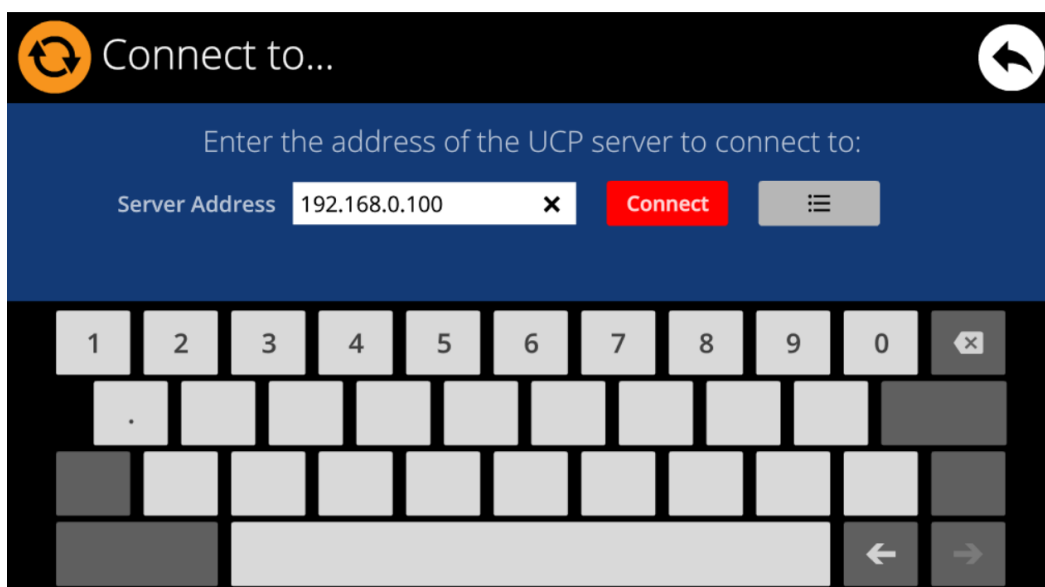 Connect to...
Enter the address of the UCP server to connect to:
Server Address 192.168.0.100 Connect
1 2 3 4 5 6 7 8 9 0
.